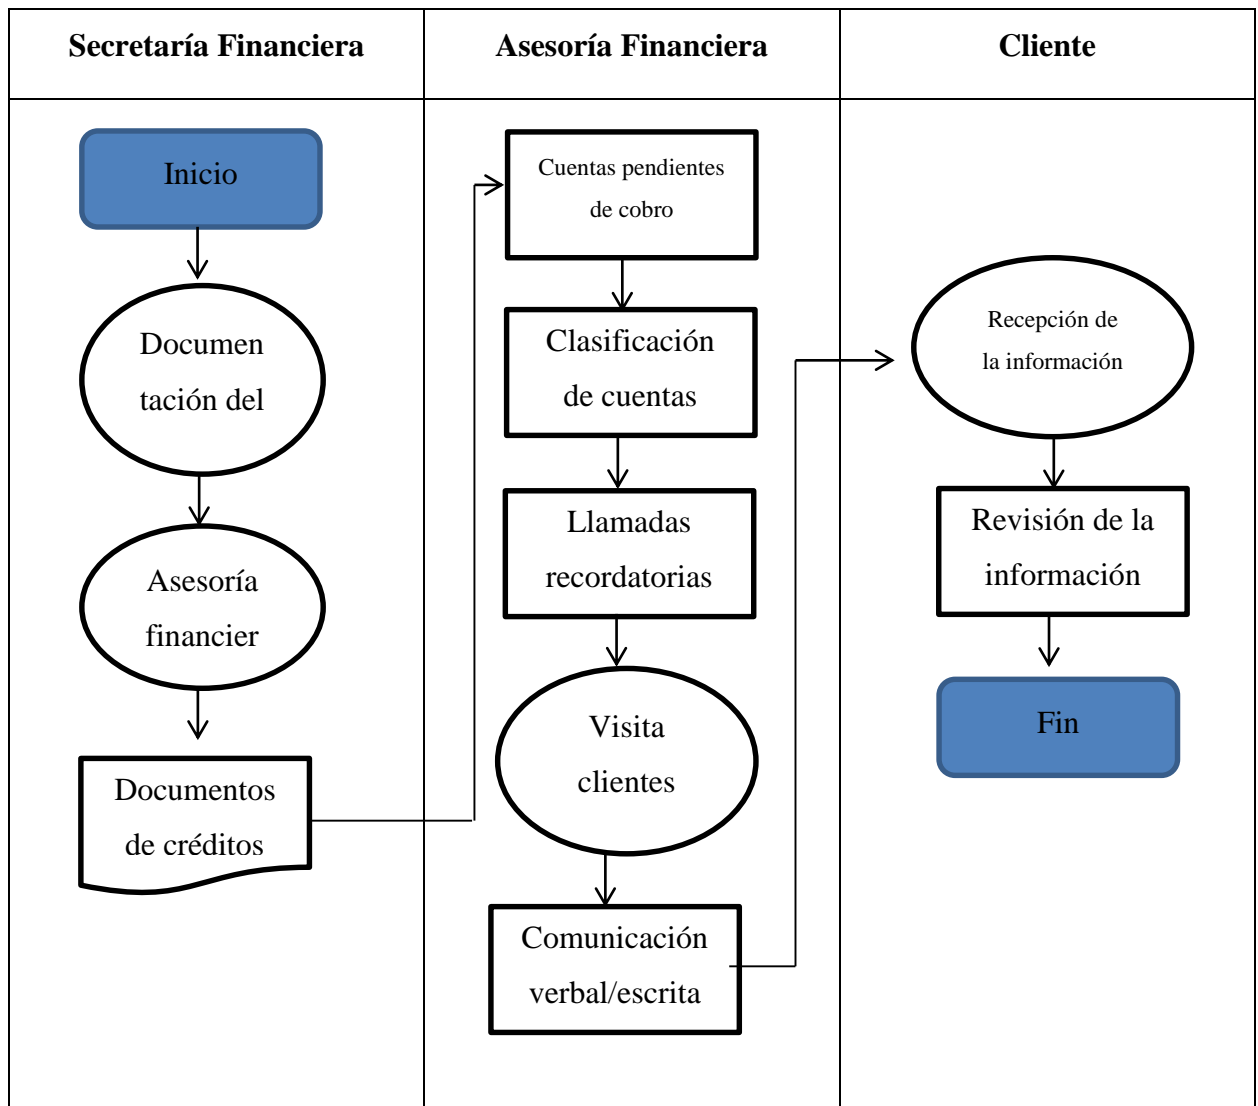 Secretaría Financiera
Asesoría Financiera
Cliente
Inicio
Documen
tación del
Asesoría
financier
Documentos
de créditos
Cuentas pendientes
de cobro
Clasificación
de cuentas
Llamadas
recordatorias
Visita
clientes
Comunicación
verbal/escrita
Recepción de
la información
Revisión de la
información
Fin